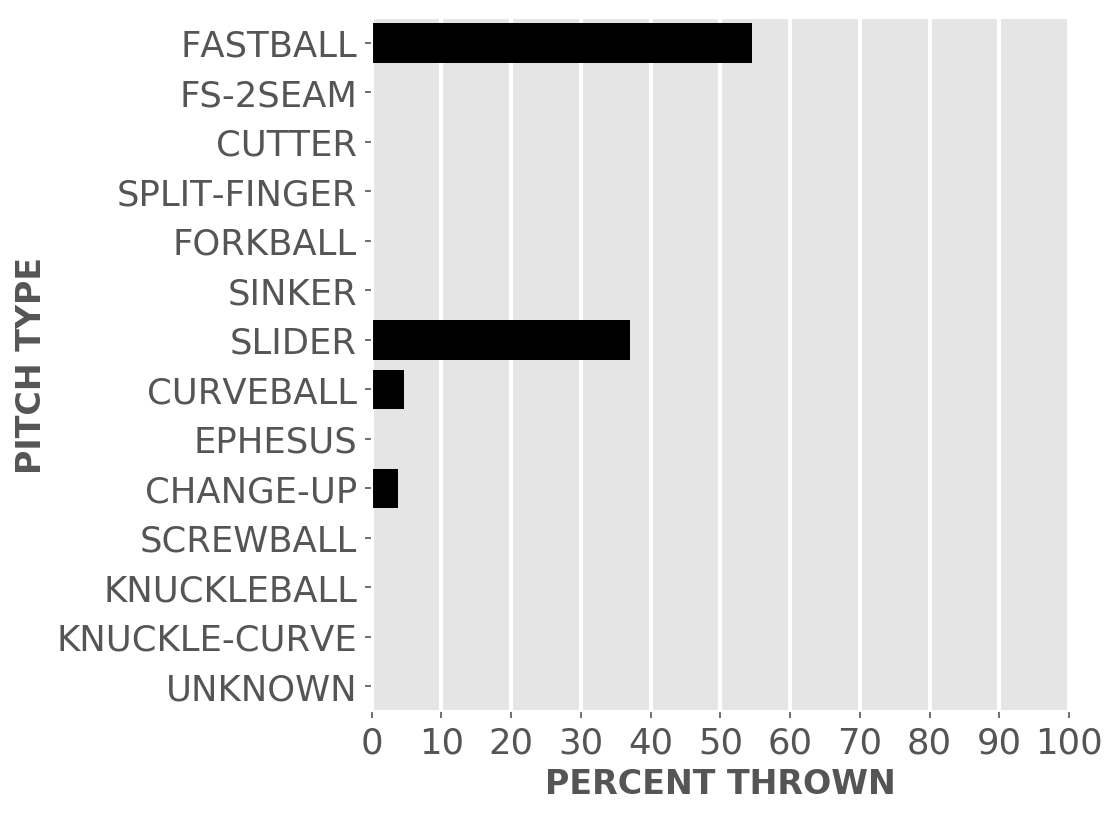 FASTBALL
FS-2SEAM
CUTTER
SPLIT-FINGER
FORKBALL
SINKER
SLIDER
CURVEBALL
EPHESUS
CHANGE-UP
SCREWBALL
KNUCKLEBALL
KNUCKLE-CURVE
UNKNOWN
PITCH TYPE
0 10 20 30 40 50 60 70 80 90 100
PERCENT THROWN